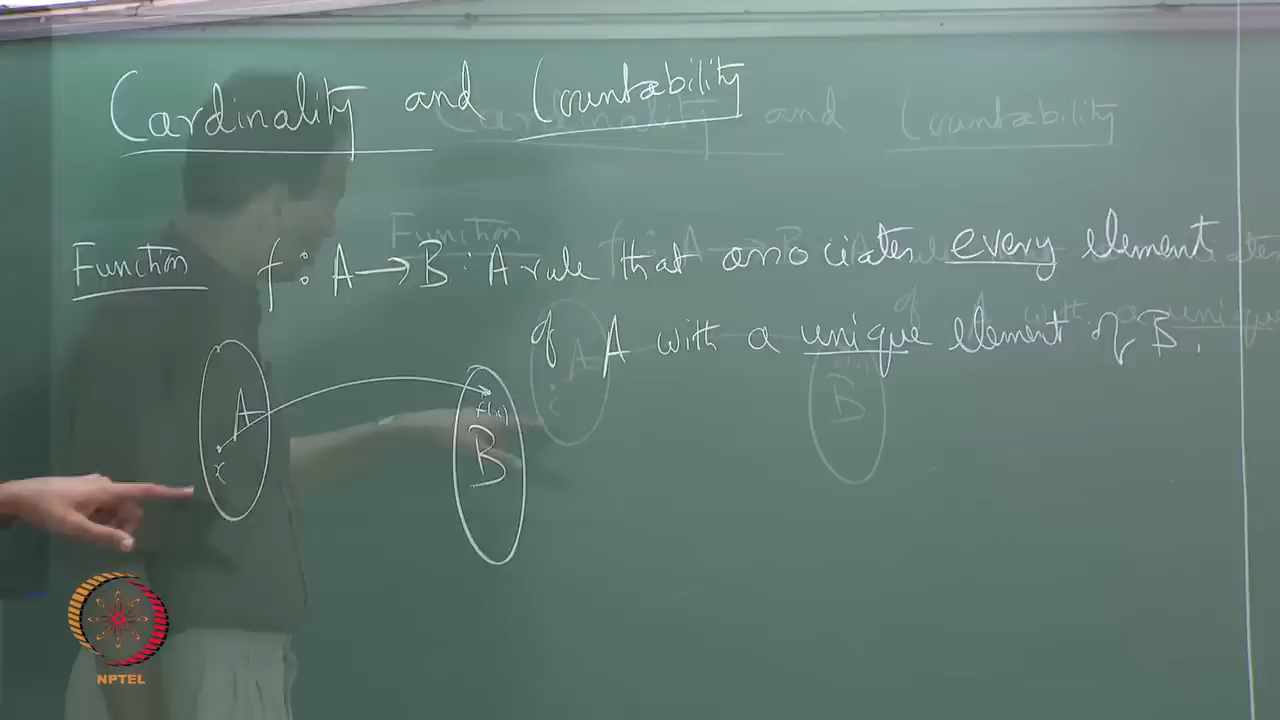 Cardinality and Countability
Function f : A → B : A rule that associates every element
of A with a unique element of B.
A
x
f(x)
B
NPTEL